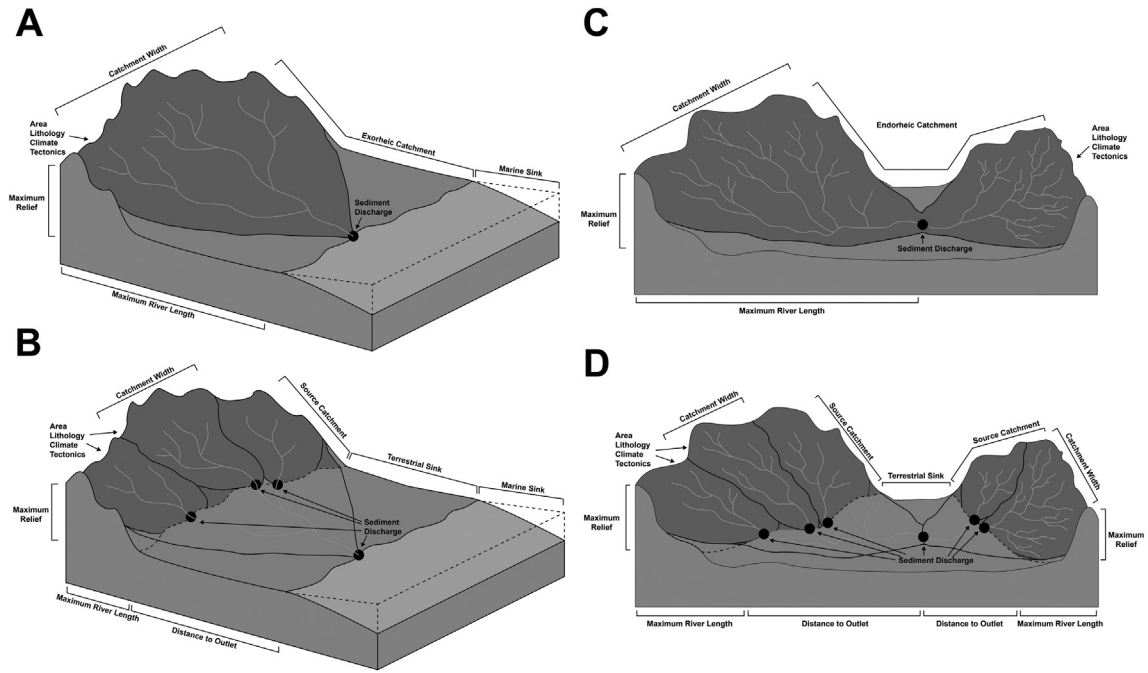 A
Catchment Width
Area
Lithology
Climate
Tectonics
Exorheic Catchment
Marine Sink
Maximum
Relief
Sediment
Discharge
Maximum River Length
B
Catchment Width
Source Catchment
Area
Lithology
Climate
Tectonics
Terrestrial Sink
Marine Sink
Maximum
Relief
Sediment
Discharge
Maximum River Length
Distance to Outlet
C
Catchment Width
Endorheic Catchment
Area
Lithology
Climate
Tectonics
Maximum
Relief
Sediment Discharge
Maximum River Length
D
Catchment Width
Source Catchment
Source Catchment
Catchment Width
Area
Lithology
Climate
Tectonics
Terrestrial Sink
Maximum
Relief
Sediment Discharge
Maximum
Relief
Maximum River Length
Distance to Outlet
Distance to Outlet
Maximum River Length